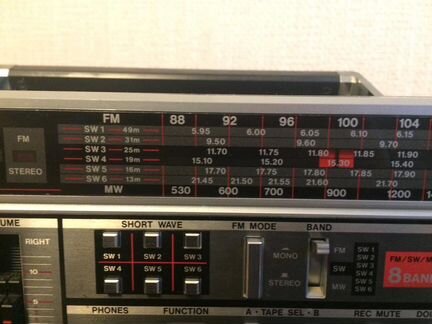 FM 88 92 96 100 104
FM STEREO
SW 1 49m 5.95 6.00 6.05 6.10 6.15
SW 2 31m 9.50 9.60 9.70
SW 3 25m 11.70 11.75 11.80 11.85 11.90
SW 4 19m 15.10 15.20 15.30 15.40
SW 5 16m 17.70 17.75 17.80 17.85 17.90
SW 6 13m 21.45 21.50 21.55 21.60 21.70
MW 530 600 700 900 1200
SHORT WAVE FM MODE BAND
RIGHT
10
5
SW 1 SW 2 SW 3
SW 4 SW 5 SW 6
MONO
STEREO
FM
SW
MW
SW 1
SW 2
SW 3
SW 4
SW 5
SW 6
FM/SW/M
8BAN
PHONES FUNCTION A • TAPE SEL • B REC MUTE